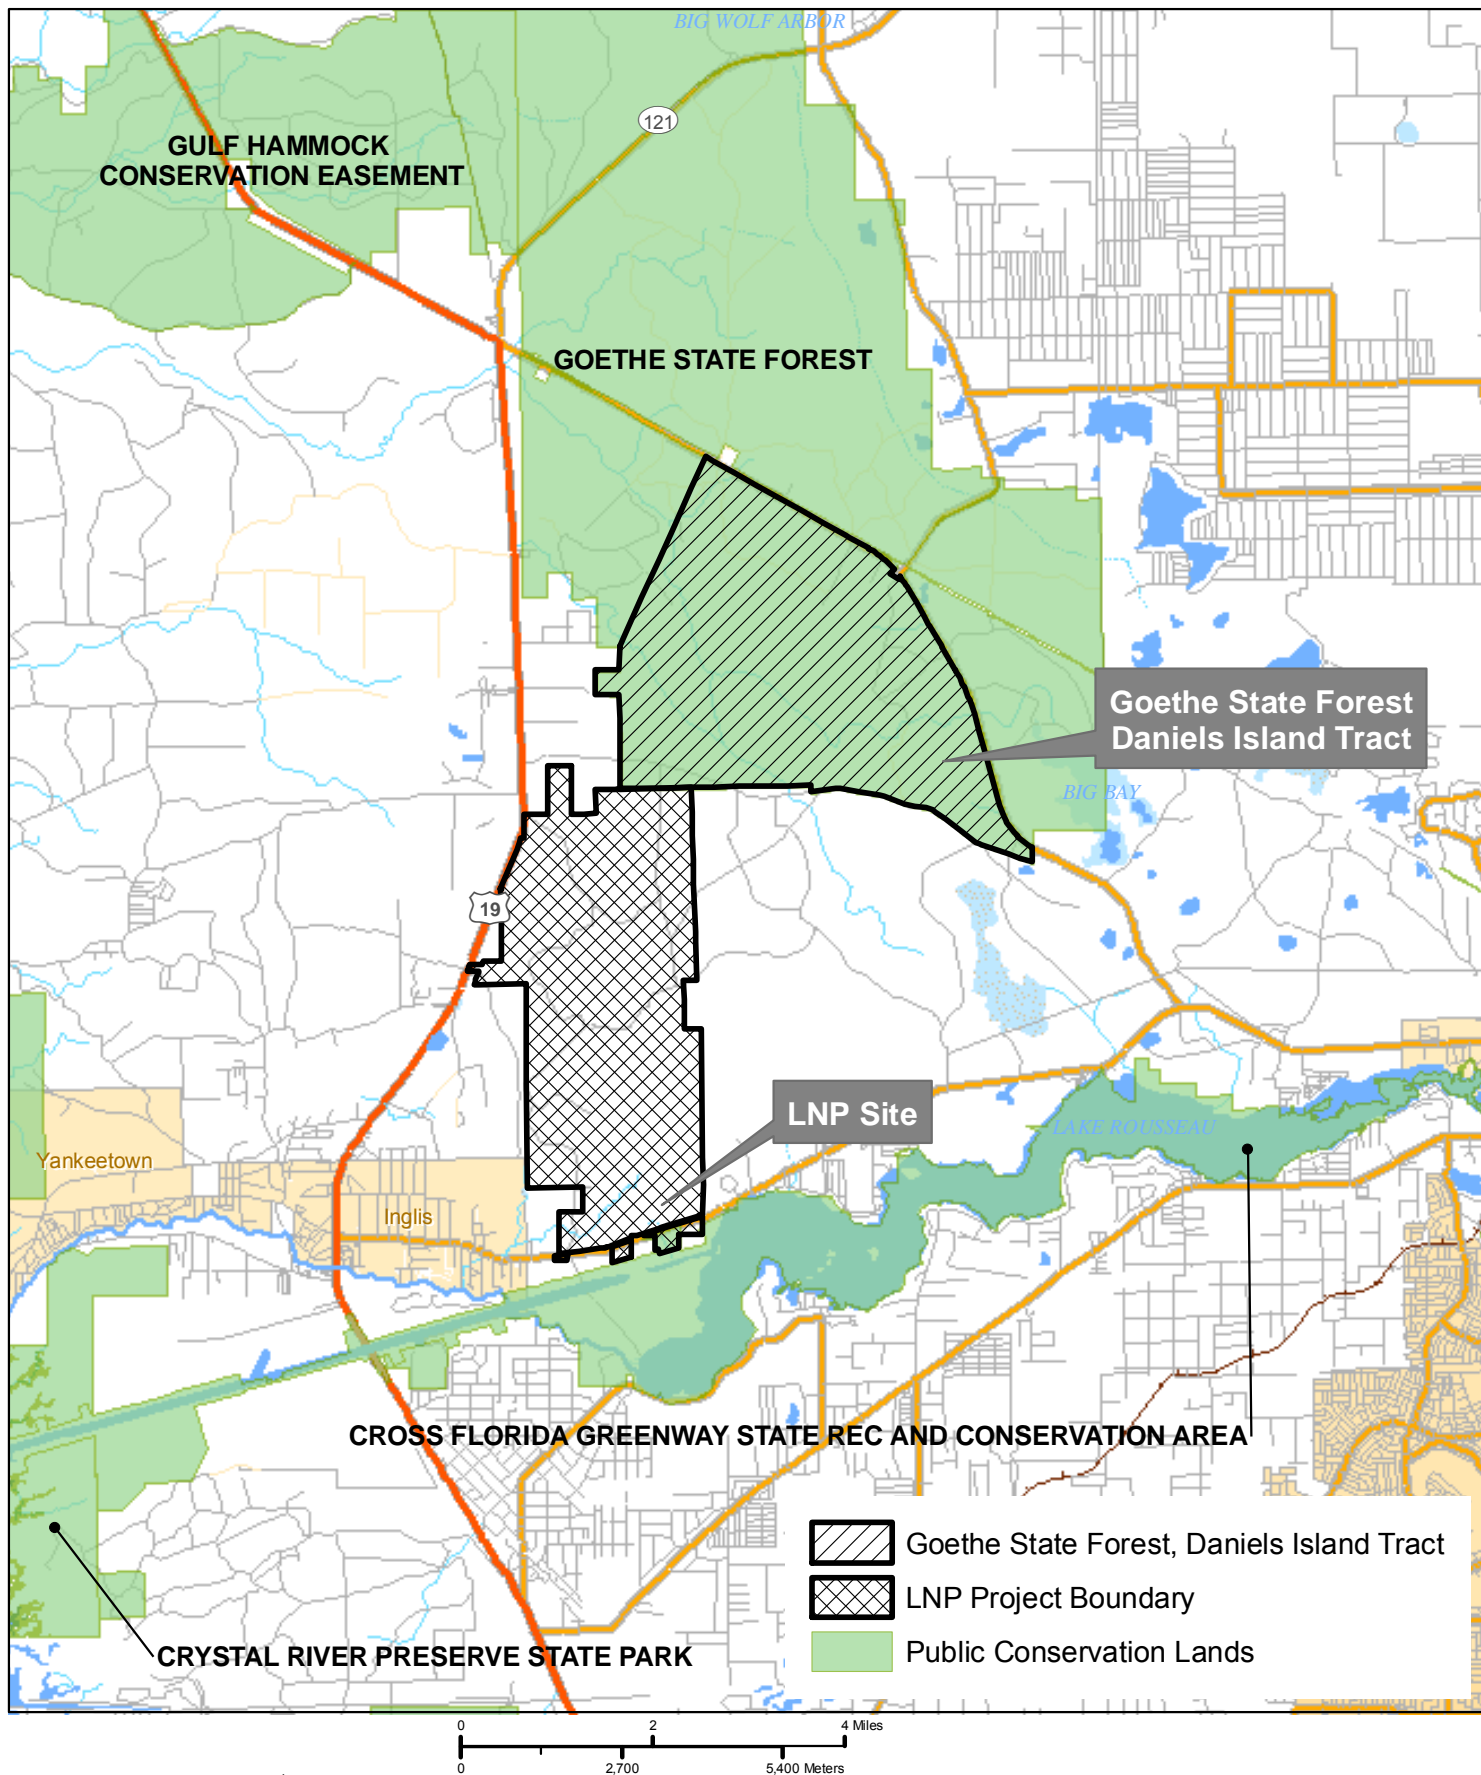 BIG WOLF ARBOR
121
GULF HAMMOCK
CONSERVATION EASEMENT
GOETHE STATE FOREST
Goethe State Forest
Daniels Island Tract
BIG BAY
19
LNP Site
LAKE ROUSSEAU
Yankeetown
Inglis
CROSS FLORIDA GREENWAY STATE REC AND CONSERVATION AREA
Goethe State Forest, Daniels Island Tract
LNP Project Boundary
Public Conservation Lands
CRYSTAL RIVER PRESERVE STATE PARK
0 2 4 Miles
0 2,700 5,400 Meters